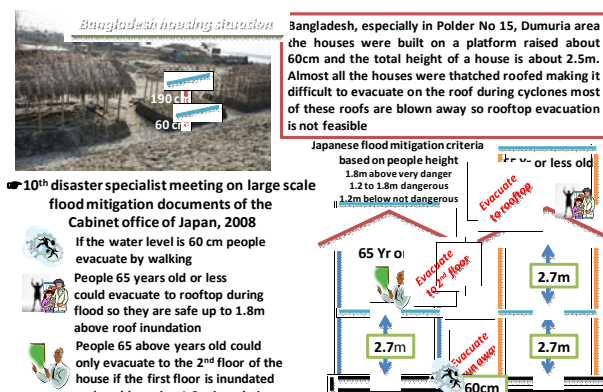 Bangladesh housing situation
190 cm
60 cm
Bangladesh, especially in Polder No 15, Dumuria area
the houses were built on a platform raised about
60cm and the total height of a house is about 2.5m.
Almost all the houses were thatched roofed making it
difficult to evacuate on the roof during cyclones most
of these roofs are blown away so rooftop evacuation
is not feasible
☛10th disaster specialist meeting on large scale
flood mitigation documents of the
Cabinet office of Japan, 2008
If the water level is 60 cm people
evacuate by walking
People 65 years old or less
could evacuate to rooftop during
flood so they are safe up to 1.8m
above roof inundation
People 65 above years old could
only evacuate to the 2nd floor of the
house if the first floor is inundated
Japanese flood mitigation criteria
based on people height
1.8m above very danger
1.2 to 1.8m dangerous
1.2m below not dangerous
Yr or less old
Evacuate
to rooftop
65 Yr
Evacuate
to 2nd floor
2.7m
2.7m
2.7m
Evacuate
60cm